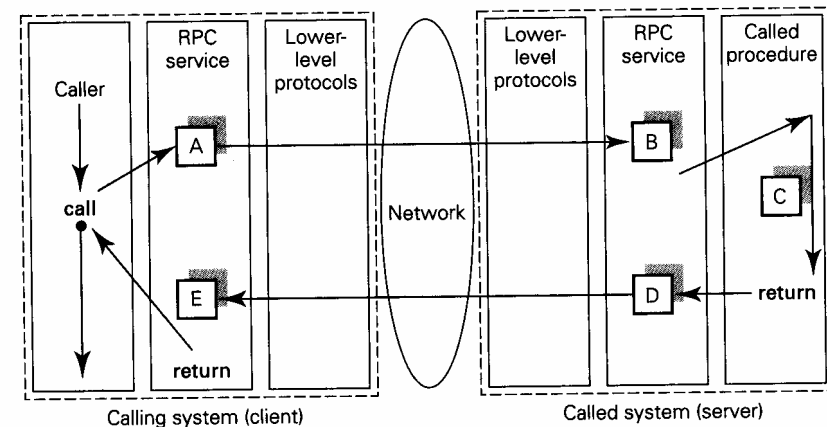 RPC
service
Lower-
level
protocols
Lower-
level
protocols
RPC
service
Called
procedure
Caller
A
B
call
Network
C
E
D
return
return
Calling system (client)
Called system (server)